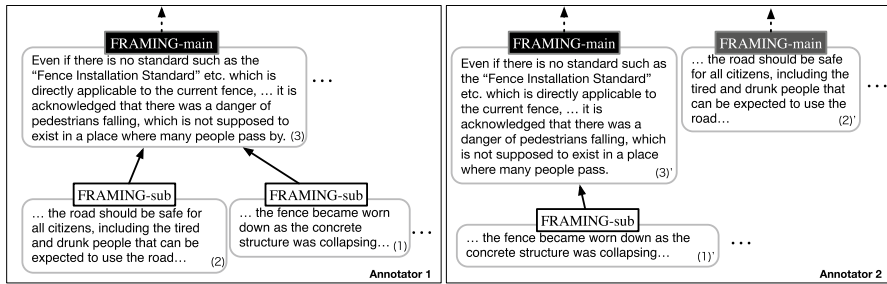 FRAMING-main
Even if there is no standard such as the
“Fence Installation Standard” etc. which is
directly applicable to the current fence, … it is
acknowledged that there was a danger of
pedestrians falling, which is not supposed to
exist in a place where many people pass by. (3)
…
FRAMING-sub
… the road should be safe for
all citizens, including the tired
and drunk people that can be
expected to use the road…
(2)
FRAMING-sub
… the fence became worn
down as the concrete
structure was collapsing… (1)
…
Annotator 1
FRAMING-main
Even if there is no standard such as
the “Fence Installation Standard”
etc. which is directly applicable to
the current fence, … it is
acknowledged that there was a
danger of pedestrians falling, which
is not supposed to exist in a place
where many people pass.
(3)'
FRAMING-main
… the road should be safe
for all citizens, including the
tired and drunk people that
can be expected to use the
road…
(2)'
…
FRAMING-sub
… the fence became worn down as the
concrete structure was collapsing…
(1)'
…
Annotator 2